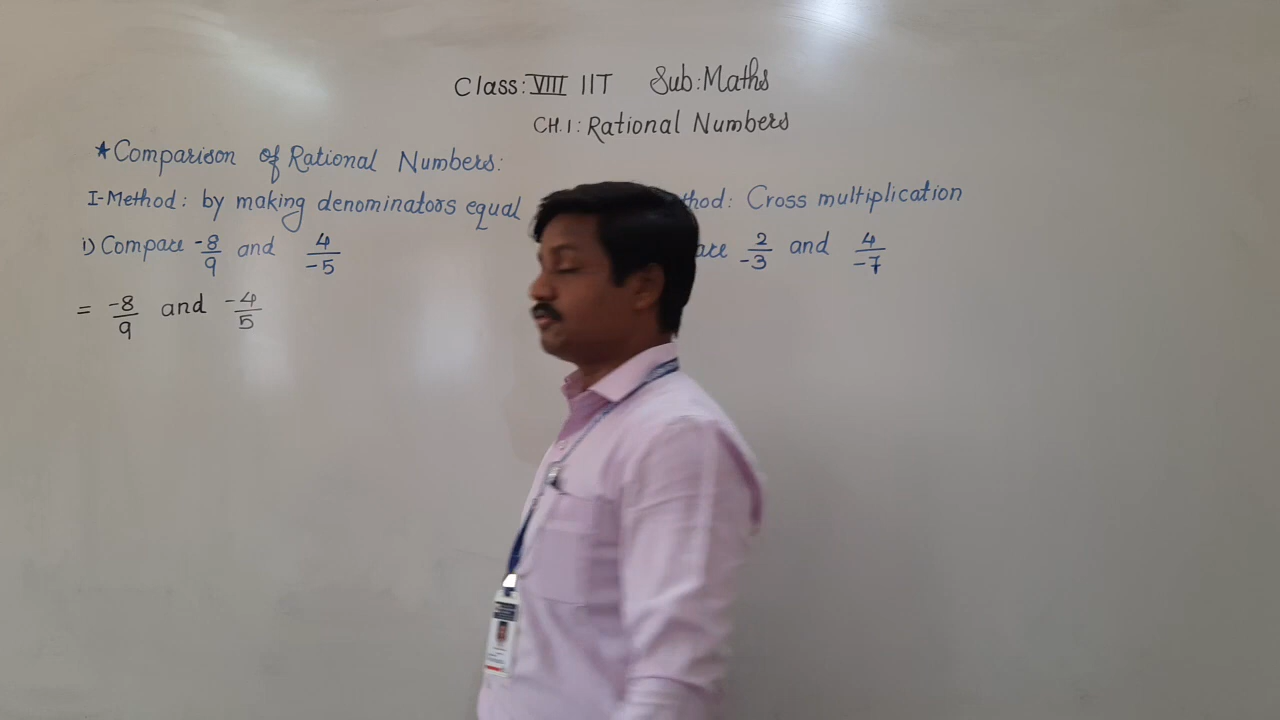 Class: VIII IIT Sub: Maths
CH.1: Rational Numbers
★Comparison of Rational Numbers:
I-Method: by making denominators equal
thod: Cross multiplication
i) Compare -8/9 and 4/-5
are 2/-3 and 4/-7
= -8/9 and -4/5